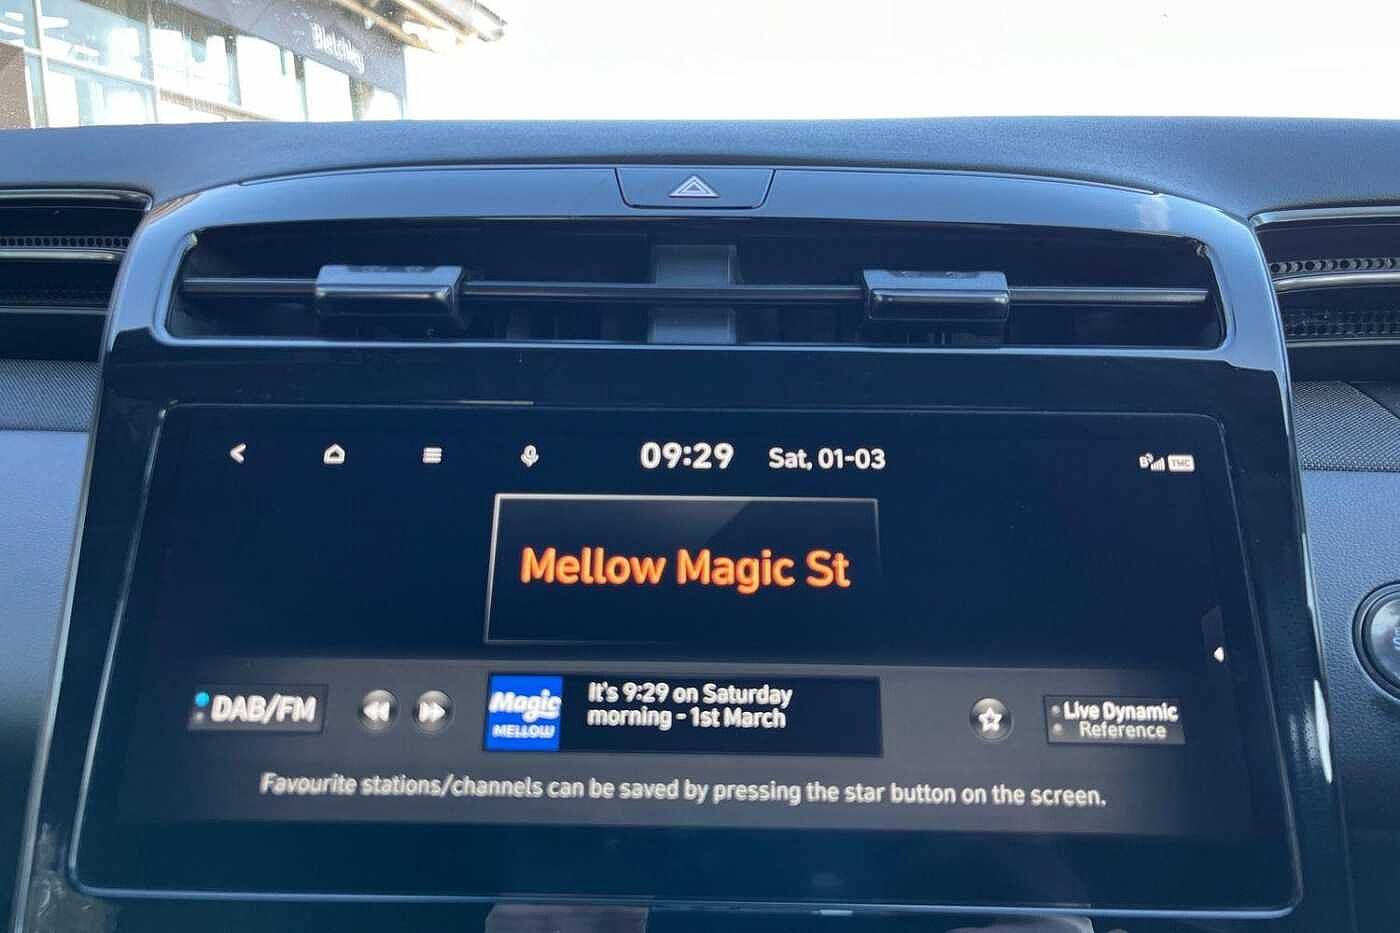 Bletchley
09:29 Sat, 01-03
TMC
Mellow Magic St
DAB/FM
Magic
MELLOW
It's 9:29 on Saturday
morning - 1st March
Live Dynamic
Reference
Favourite stations/channels can be saved by pressing the star button on the screen.